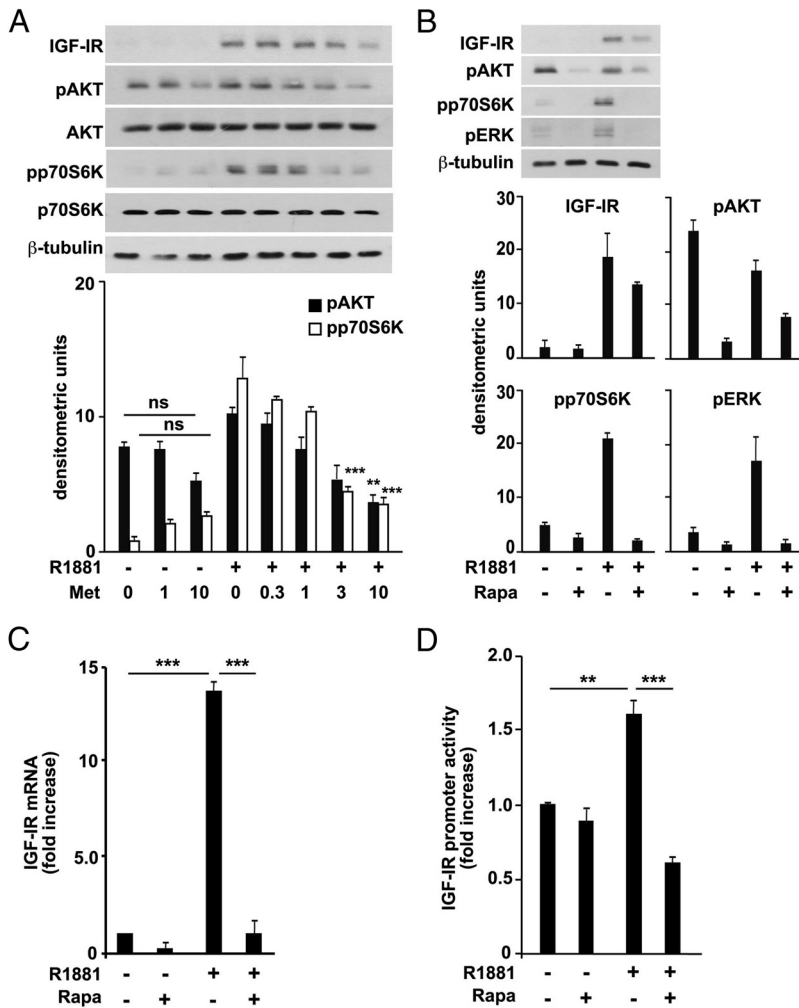 A
IGF-IR
pAKT
AKT
pp70S6K
p70S6K
β-tubulin
20
10
0
densitometric units
pAKT
pp70S6K
ns
ns
***
**
***
R1881 - - - + + + + +
Met 0 1 10 0 0.3 1 3 10
B
IGF-IR
pAKT
pp70S6K
pERK
β-tubulin
densitometric units
30
20
10
0
IGF-IR
pAKT
30
20
10
0
pp70S6K
pERK
R1881 - - + + - - + +
Rapa - + - + - + - +
C
IGF-IR mRNA
(fold increase)
15
10
5.0
0
***
***
R1881 - - + +
Rapa - + - +
D
IGF-IR promoter activity
(fold increase)
2.0
1.5
1.0
0.5
0
**
***
R1881 - - + +
Rapa - + - +